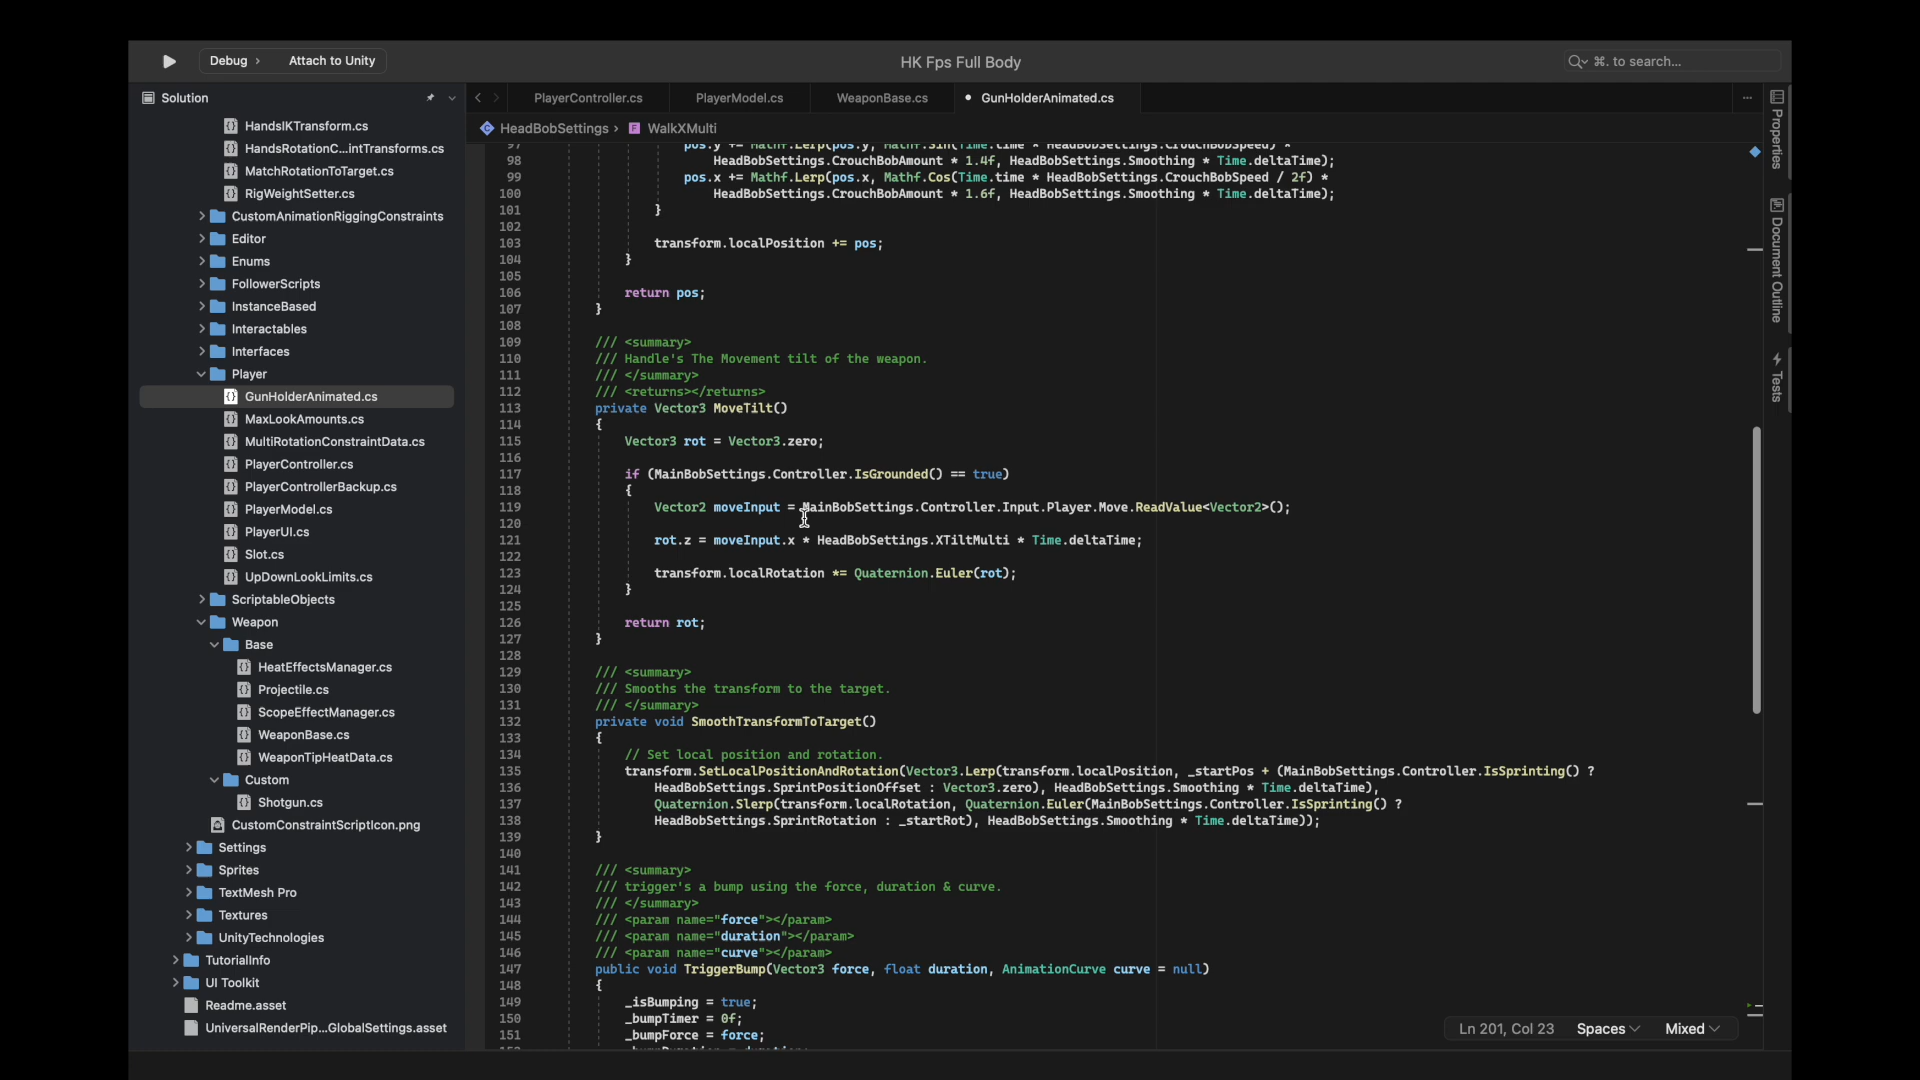 Debug › Attach to Unity
HK Fps Full Body
⌘. to search...
Solution
HandsIKTransform.cs
HandsRotationC...intTransforms.cs
MatchRotationToTarget.cs
RigWeightSetter.cs
CustomAnimationRiggingConstraints
Editor
Enums
FollowerScripts
InstanceBased
Interactables
Interfaces
Player
GunHolderAnimated.cs
MaxLookAmounts.cs
MultiRotationConstraintData.cs
PlayerController.cs
PlayerControllerBackup.cs
PlayerModel.cs
PlayerUI.cs
Slot.cs
UpDownLookLimits.cs
ScriptableObjects
Weapon
Base
HeatEffectsManager.cs
Projectile.cs
ScopeEffectManager.cs
WeaponBase.cs
WeaponTipHeatData.cs
Custom
Shotgun.cs
CustomConstraintScriptIcon.png
Settings
Sprites
TextMesh Pro
Textures
UnityTechnologies
TutorialInfo
UI Toolkit
Readme.asset
UniversalRenderPip...GlobalSettings.asset
PlayerController.cs
PlayerModel.cs
WeaponBase.cs
GunHolderAnimated.cs
HeadBobSettings › WalkXMulti
97 pos.y += Mathf.Lerp(pos.y, Mathf.Sin(Time.time * HeadBobSettings.CrouchBobSpeed) *
98 HeadBobSettings.CrouchBobAmount * 1.4f, HeadBobSettings.Smoothing * Time.deltaTime);
99 pos.x += Mathf.Lerp(pos.x, Mathf.Cos(Time.time * HeadBobSettings.CrouchBobSpeed / 2f) *
100 HeadBobSettings.CrouchBobAmount * 1.6f, HeadBobSettings.Smoothing * Time.deltaTime);
101 }
102
103 transform.localPosition += pos;
104 }
105
106 return pos;
107 }
108
109 /// <summary>
110 /// Handle's The Movement tilt of the weapon.
111 /// </summary>
112 /// <returns></returns>
113 private Vector3 MoveTilt()
114 {
115 Vector3 rot = Vector3.zero;
116
117 if (MainBobSettings.Controller.IsGrounded() == true)
118 {
119 Vector2 moveInput = MainBobSettings.Controller.Input.Player.Move.ReadValue<Vector2>();
120
121 rot.z = moveInput.x * HeadBobSettings.XTiltMulti * Time.deltaTime;
122
123 transform.localRotation *= Quaternion.Euler(rot);
124 }
125
126 return rot;
127 }
128
129 /// <summary>
130 /// Smooths the transform to the target.
131 /// </summary>
132 private void SmoothTransformToTarget()
133 {
134 // Set local position and rotation.
135 transform.SetLocalPositionAndRotation(Vector3.Lerp(transform.localPosition, _startPos + (MainBobSettings.Controller.IsSprinting() ?
136 HeadBobSettings.SprintPositionOffset : Vector3.zero), HeadBobSettings.Smoothing * Time.deltaTime),
137 Quaternion.Slerp(transform.localRotation, Quaternion.Euler(MainBobSettings.Controller.IsSprinting() ?
138 HeadBobSettings.SprintRotation : _startRot), HeadBobSettings.Smoothing * Time.deltaTime));
139 }
140
141 /// <summary>
142 /// trigger's a bump using the force, duration & curve.
143 /// </summary>
144 /// <param name="force"></param>
145 /// <param name="duration"></param>
146 /// <param name="curve"></param>
147 public void TriggerBump(Vector3 force, float duration, AnimationCurve curve = null)
148 {
149 _isBumping = true;
150 _bumpTimer = 0f;
151 _bumpForce = force;
Properties
Document Outline
Tests
Ln 201, Col 23 Spaces Mixed